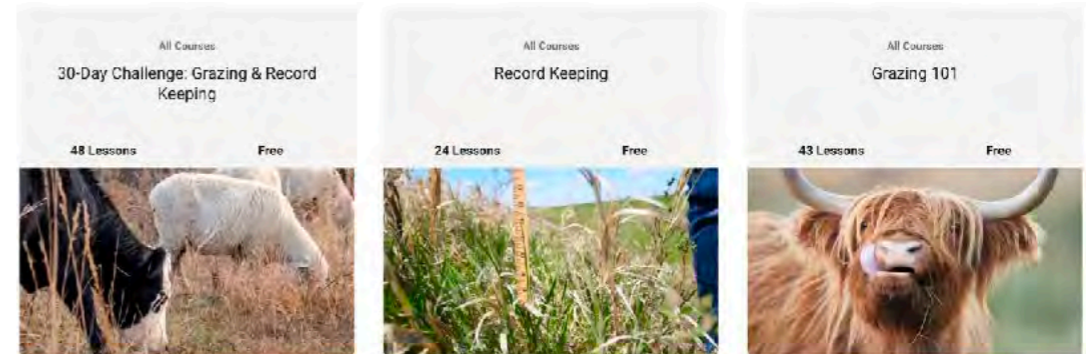 All Courses
30-Day Challenge: Grazing & Record
Keeping
48 Lessons Free
All Courses
Record Keeping
24 Lessons Free
All Courses
Grazing 101
43 Lessons Free